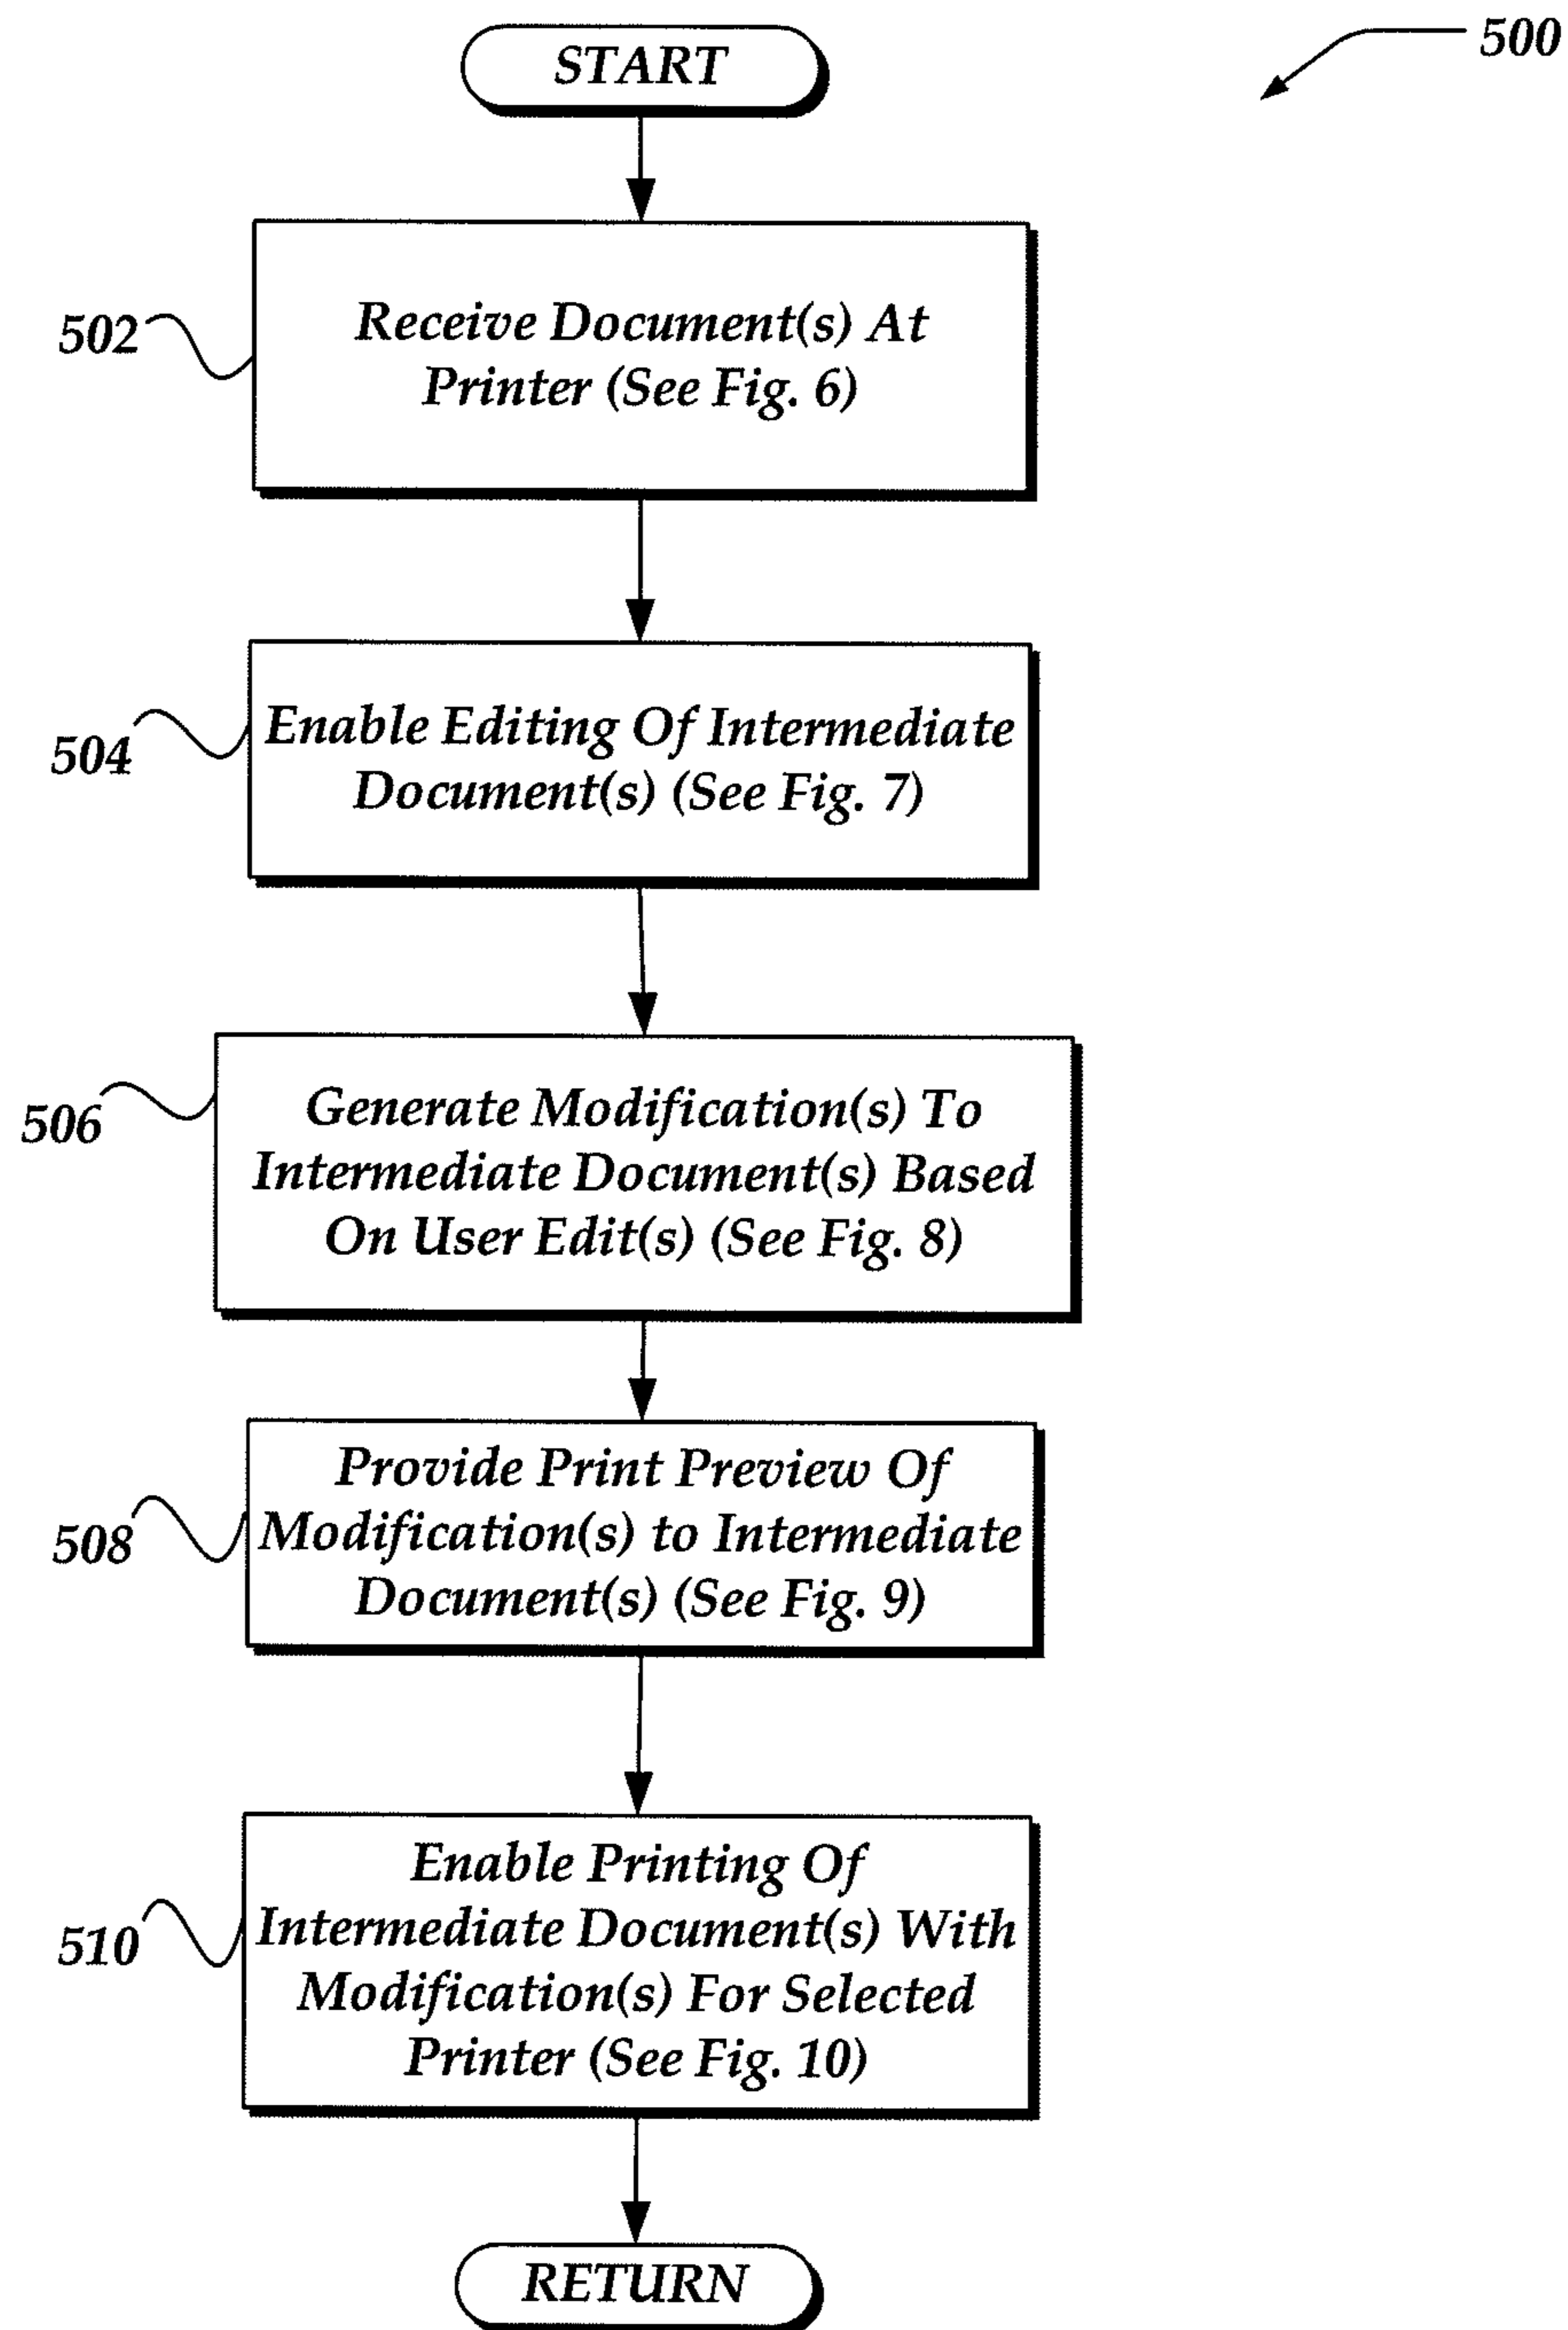 START
500
502
Receive Document(s) At
Printer (See Fig. 6)
504
Enable Editing Of Intermediate
Document(s) (See Fig. 7)
506
Generate Modification(s) To
Intermediate Document(s) Based
On User Edit(s) (See Fig. 8)
508
Provide Print Preview Of
Modification(s) to Intermediate
Document(s) (See Fig. 9)
510
Enable Printing Of
Intermediate Document(s) With
Modification(s) For Selected
Printer (See Fig. 10)
RETURN